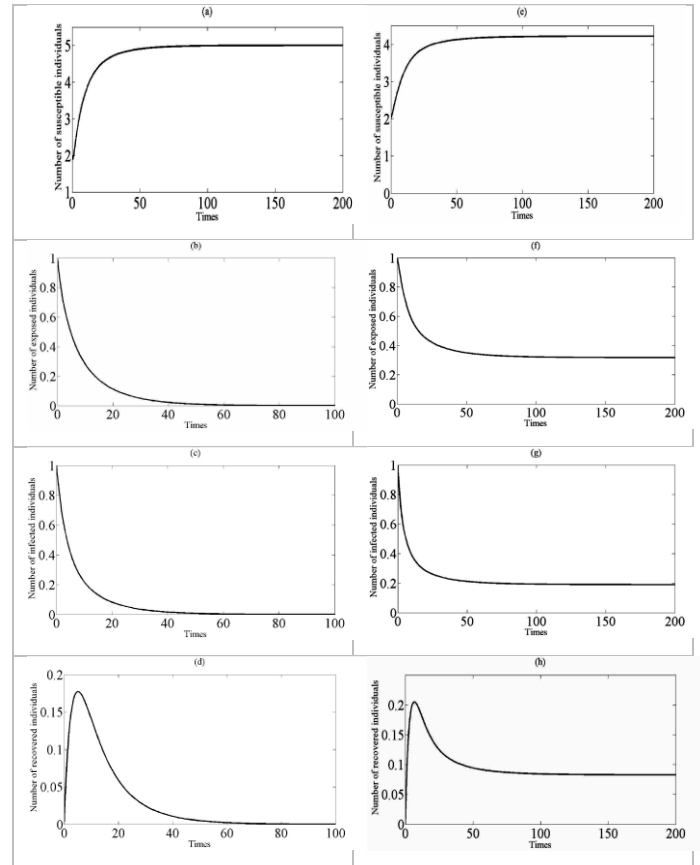 (a)
Number of susceptible individuals
5
4
3
2
1
0 50 100 150 200
Times
(e)
Number of susceptible individuals
4
3
2
1
0
0 50 100 150 200
Times
(b)
Number of exposed individuals
1
0.8
0.6
0.4
0.2
0
0 20 40 60 80 100
Times
(f)
Number of exposed individuals
1
0.8
0.6
0.4
0.2
0
0 50 100 150 200
Times
(c)
Number of infected individuals
1
0.8
0.6
0.4
0.2
0
0 20 40 60 80 100
Times
(g)
Number of infected individuals
1
0.8
0.6
0.4
0.2
0
0 50 100 150 200
Times
(d)
Number of recovered individuals
0.2
0.15
0.1
0.05
0
0 20 40 60 80 100
Times
(h)
Number of recovered individuals
0.2
0.15
0.1
0.05
0
0 50 100 150 200
Times